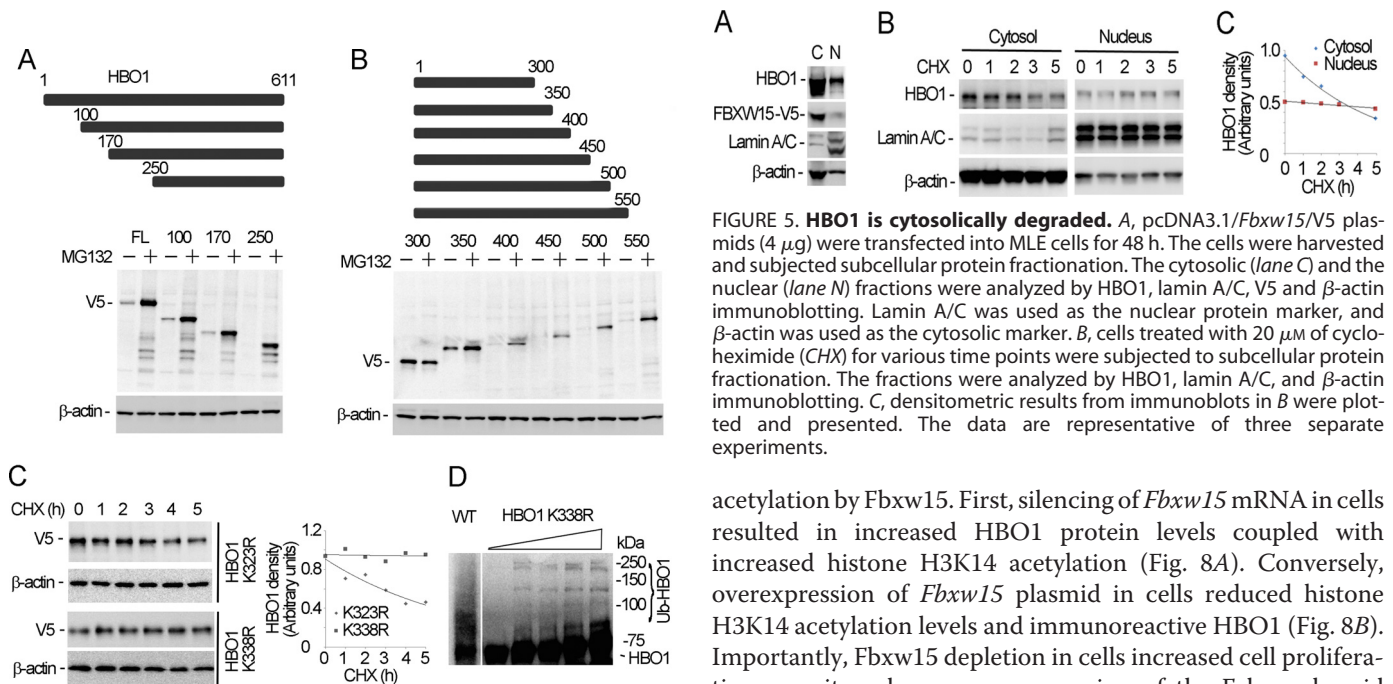 A
1 HBO1 611
100
170
250
FL 100 170 250
MG132 – + – + – + – +
V5 -
β-actin -
B
1 300
350
400
450
500
550
300 350 400 450 500 550
– + – + – + – + – + – +
V5 -
β-actin -
C
CHX (h) 0 1 2 3 4 5
V5 -
β-actin -
HBO1 K323R
V5 -
β-actin -
HBO1 K338R
HBO1 density
(Arbitrary units)
1.2
0.8
0.4
0
K323R
K338R
0 1 2 3 4 5
CHX (h)
D
WT HBO1 K338R
kDa
-250
-150
-100
Ub-HBO1
-75
- HBO1
A
C N
HBO1 -
FBXW15-V5 -
Lamin A/C -
β-actin -
B
Cytosol Nucleus
CHX 0 1 2 3 5 0 1 2 3 5
HBO1 -
Lamin A/C -
β-actin -
C
HBO1 density
(Arbitrary units)
1.0
0.5
0
Cytosol
Nucleus
0 1 2 3 4 5
CHX (h)
FIGURE 5. HBO1 is cytosolically degraded. A, pcDNA3.1/Fbxw15/V5 plas-
mids (4 μg) were transfected into MLE cells for 48 h. The cells were harvested
and subjected subcellular protein fractionation. The cytosolic (lane C) and the
nuclear (lane N) fractions were analyzed by HBO1, lamin A/C, V5 and β-actin
immunoblotting. Lamin A/C was used as the nuclear protein marker, and
β-actin was used as the cytosolic marker. B, cells treated with 20 μM of cyclo-
heximide (CHX) for various time points were subjected to subcellular protein
fractionation. The fractions were analyzed by HBO1, lamin A/C, and β-actin
immunoblotting. C, densitometric results from immunoblots in B were plot-
ted and presented. The data are representative of three separate
experiments.
acetylation by Fbxw15. First, silencing of Fbxw15 mRNA in cells
resulted in increased HBO1 protein levels coupled with
increased histone H3K14 acetylation (Fig. 8A). Conversely,
overexpression of Fbxw15 plasmid in cells reduced histone
H3K14 acetylation levels and immunoreactive HBO1 (Fig. 8B).
Importantly, Fbxw15 depletion in cells increased cell prolifera-